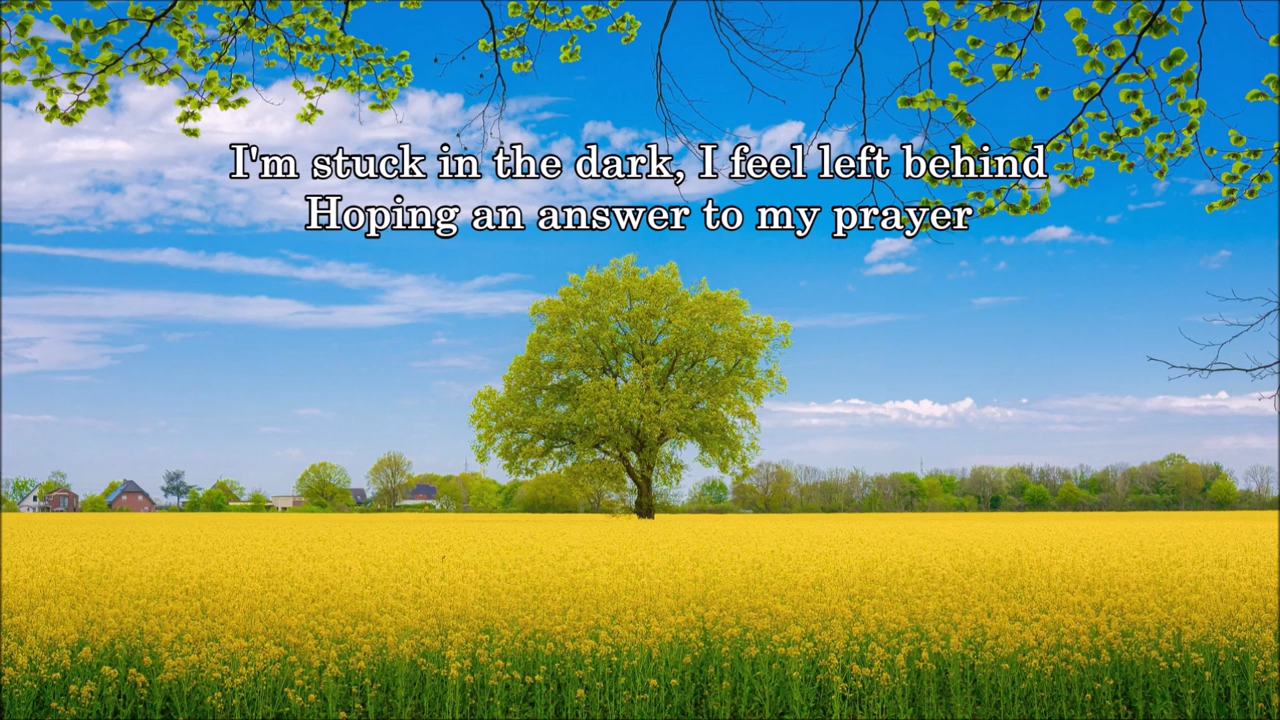 I'm stuck in the dark, I feel left behind
Hoping an answer to my prayer